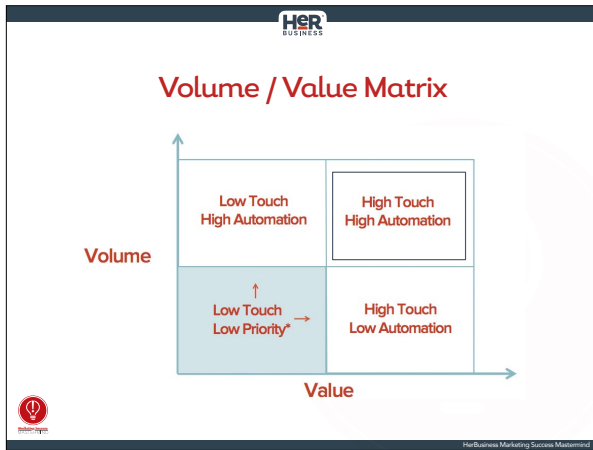 HER
BUSINESS
Volume / Value Matrix
Low Touch
High Automation
High Touch
High Automation
Volume
Low Touch
Low Priority*
High Touch
Low Automation
Value
HerBusiness Marketing Success Mastermind